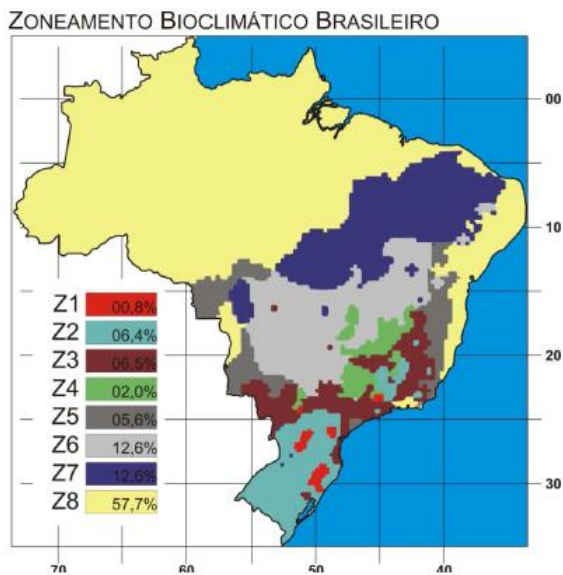 ZONEAMENTO BIOCLIMÁTICO BRASILEIRO
00
10
Z1 00,8%
Z2 06,4%
Z3 06,5%
Z4 02,0%
20
Z5 05,6%
Z6 12,6%
Z7 12,6%
Z8 57,7%
30
70 60 50 40